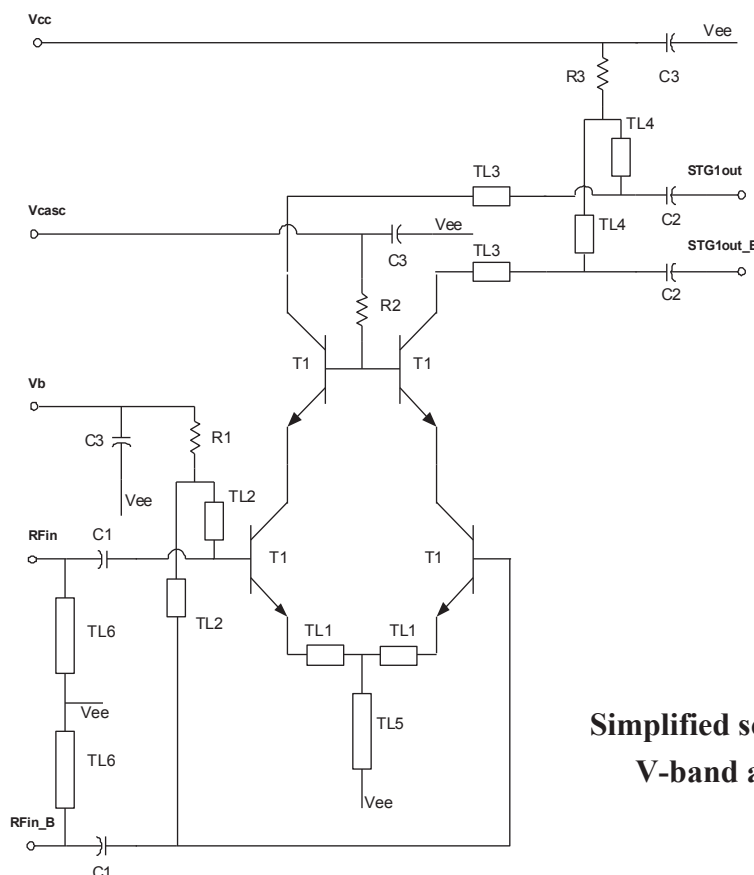 Vcc
Vee
R3
C3
TL4
STG1out
TL3
C2
Vcasc
Vee
TL4
C3
TL3
STG1out_B
C2
R2
T1
T1
Vb
C3
R1
Vee
TL2
RFin
C1
T1
T1
TL2
TL6
TL1
TL1
Vee
TL5
TL6
Vee
RFin_B
C1
Simplified
V-band